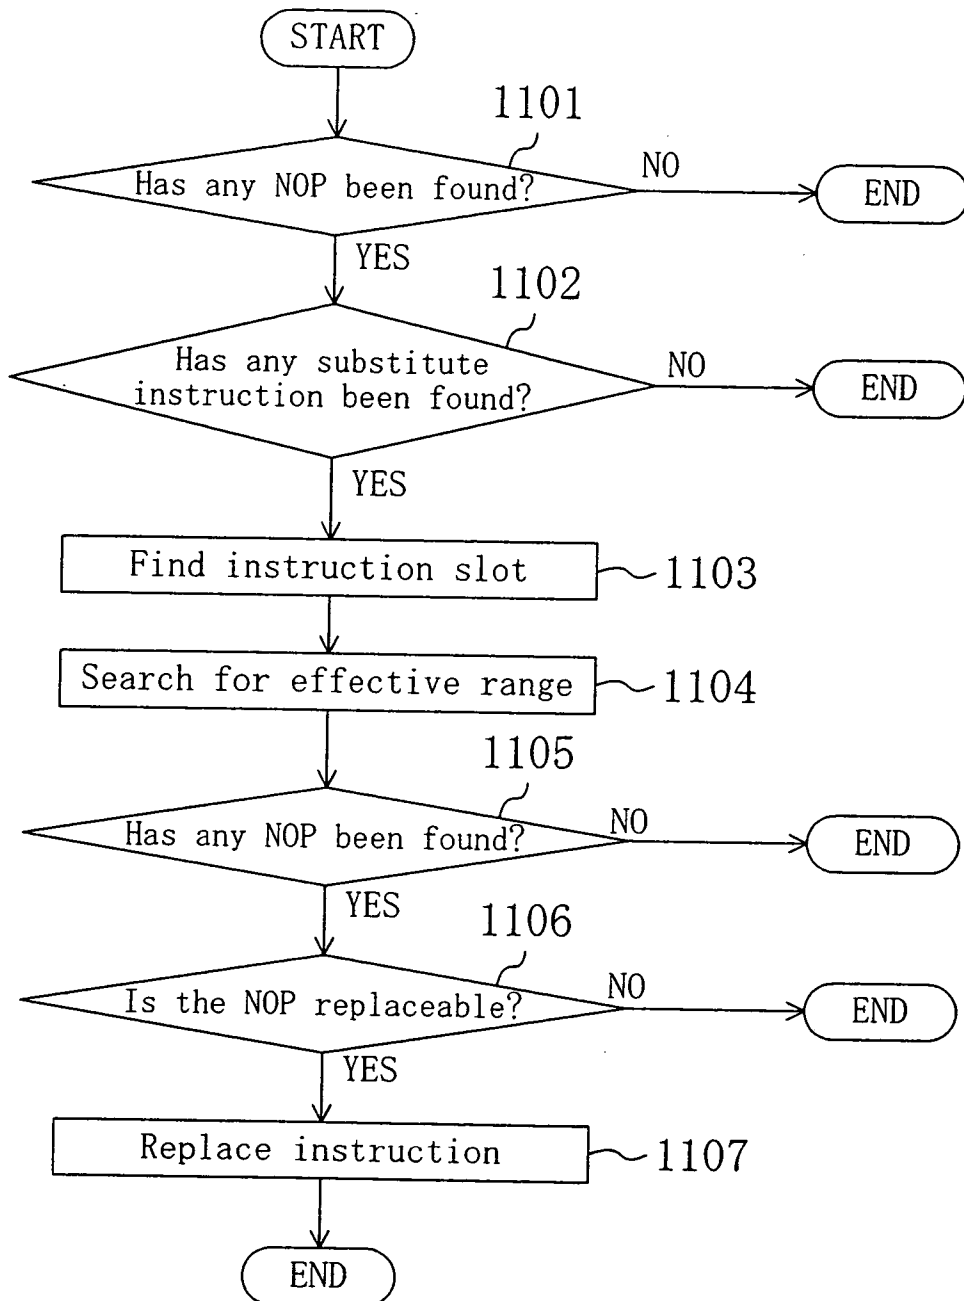 START
1101
Has any NOP been found?
NO
END
YES
1102
Has any substitute
instruction been found?
NO
END
YES
Find instruction slot
1103
Search for effective range
1104
1105
Has any NOP been found?
NO
END
YES
1106
Is the NOP replaceable?
NO
END
YES
Replace instruction
1107
END